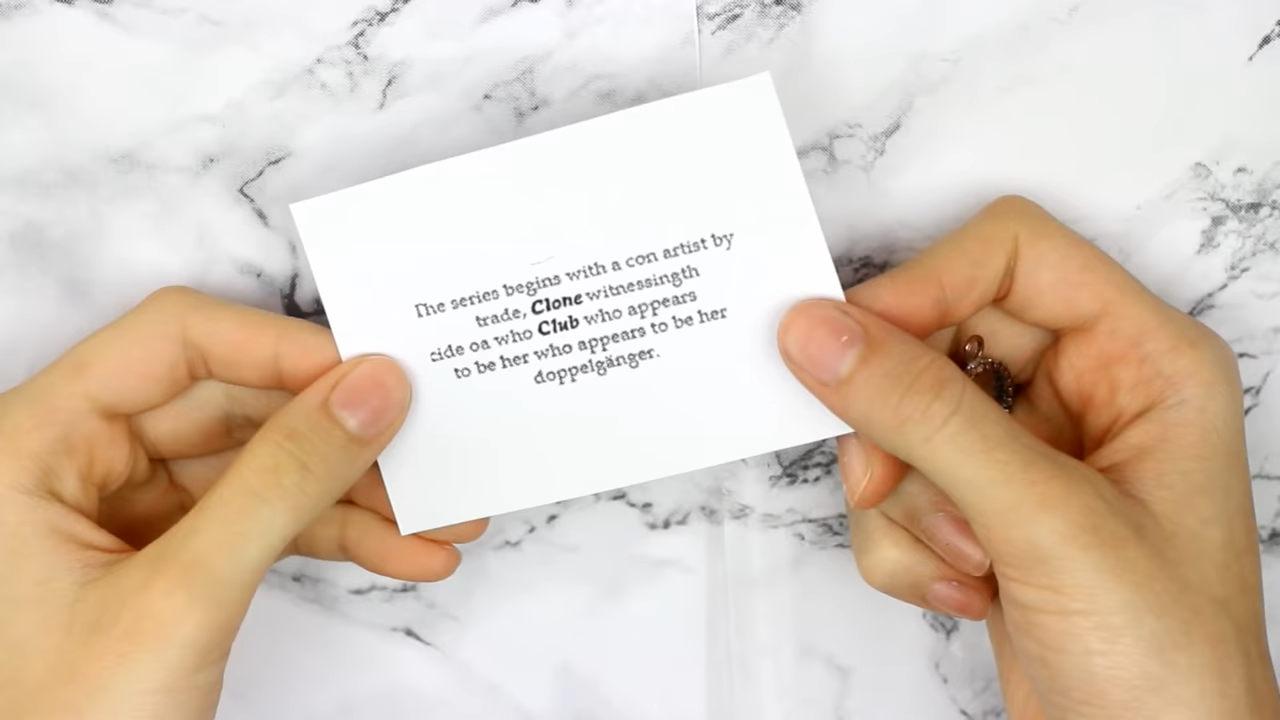 The series begins with a con artist by
trade, Clone witnessingth
cide oa who Club who appears
to be her who appears to be her
doppelgänger.